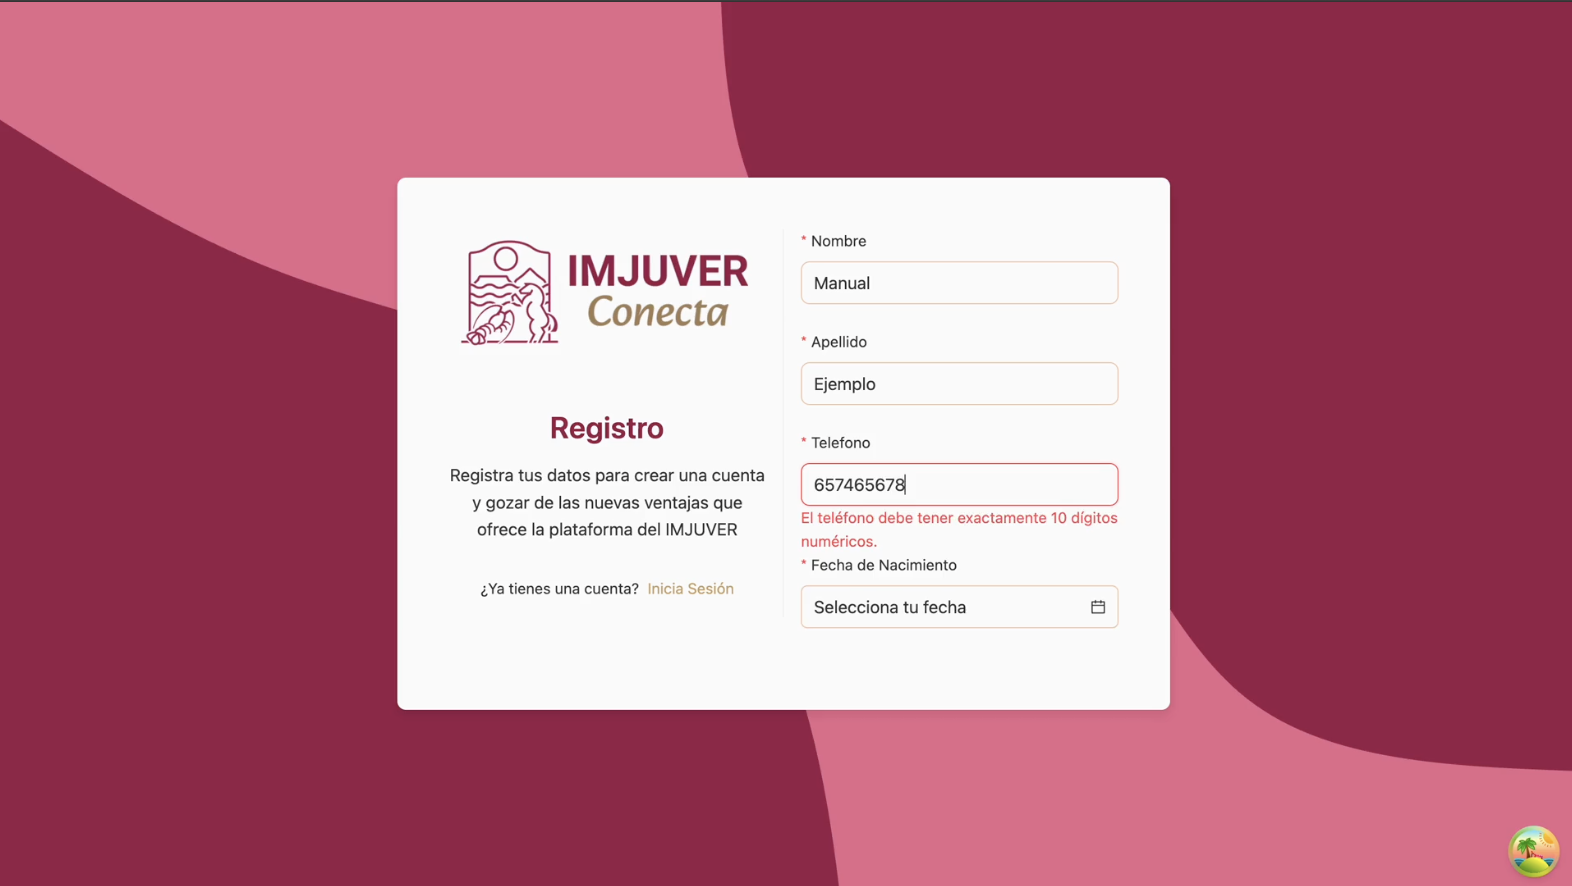 IMJUVER
Conecta
Registro
Registra tus datos para crear una cuenta
y gozar de las nuevas ventajas que
ofrece la plataforma del IMJUVER
¿Ya tienes una cuenta? Inicia Sesión
* Nombre
Manual
* Apellido
Ejemplo
* Telefono
657465678
El teléfono debe tener exactamente 10 dígitos
numéricos.
* Fecha de Nacimiento
Selecciona tu fecha